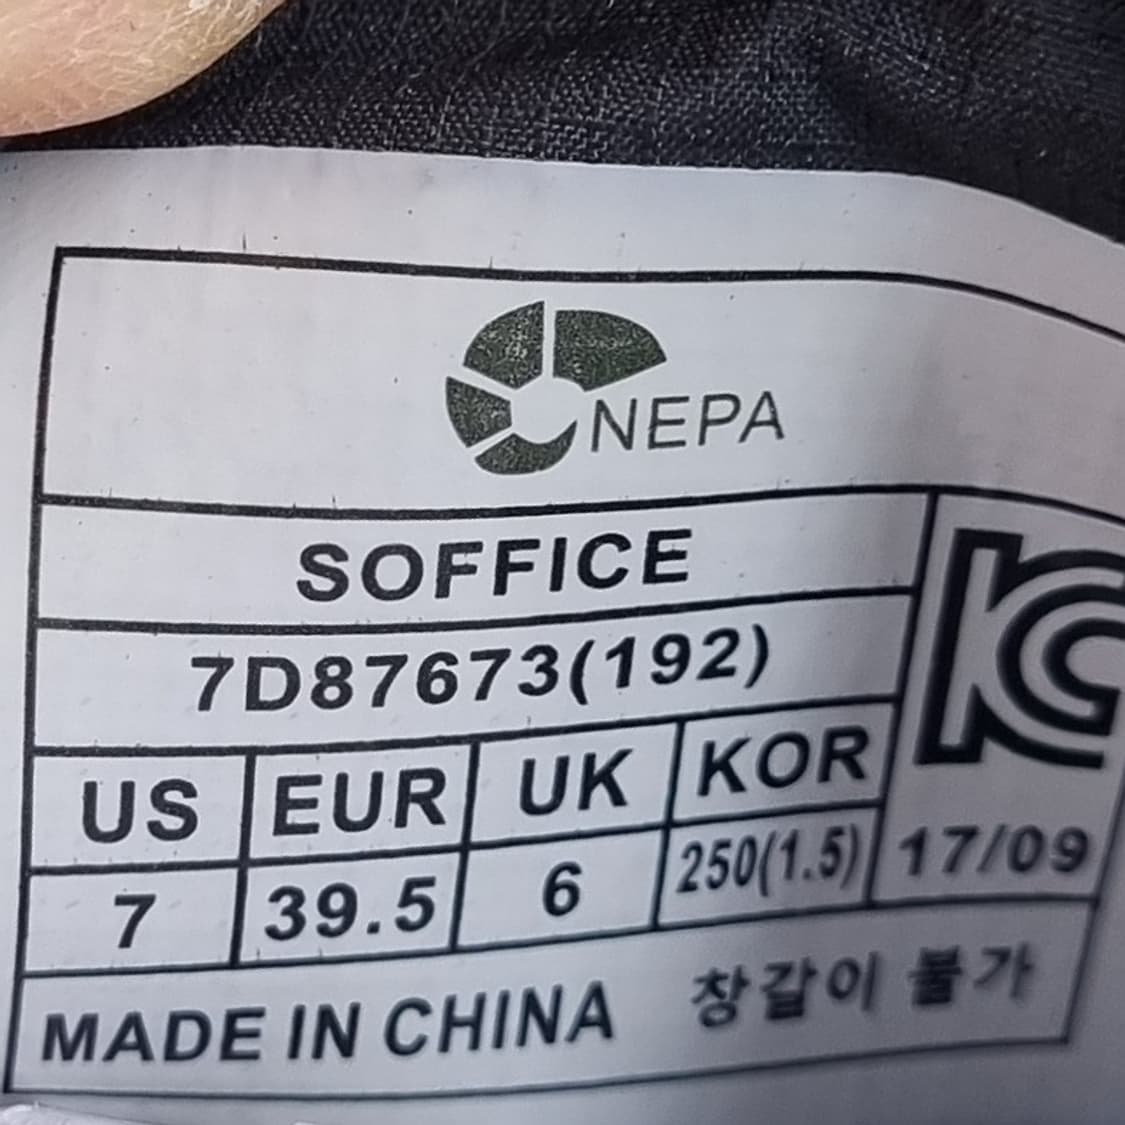 NEPA
SOFFICE
7D87673(192)
KC
US EUR UK KOR
7 39.5 6 250(1.5) 17/09
MADE IN CHINA 창갈이 불가